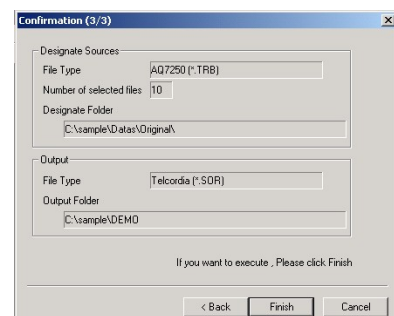 Confirmation (3/3)
Designate Sources
File Type AQ7250 (*.TRB)
Number of selected files 10
Designate Folder
C:\sample\Datas\Original\
Output
File Type Telcordia (*.SOR)
Output Folder
C:\sample\DEMO
If you want to execute , Please click Finish
< Back Finish Cancel